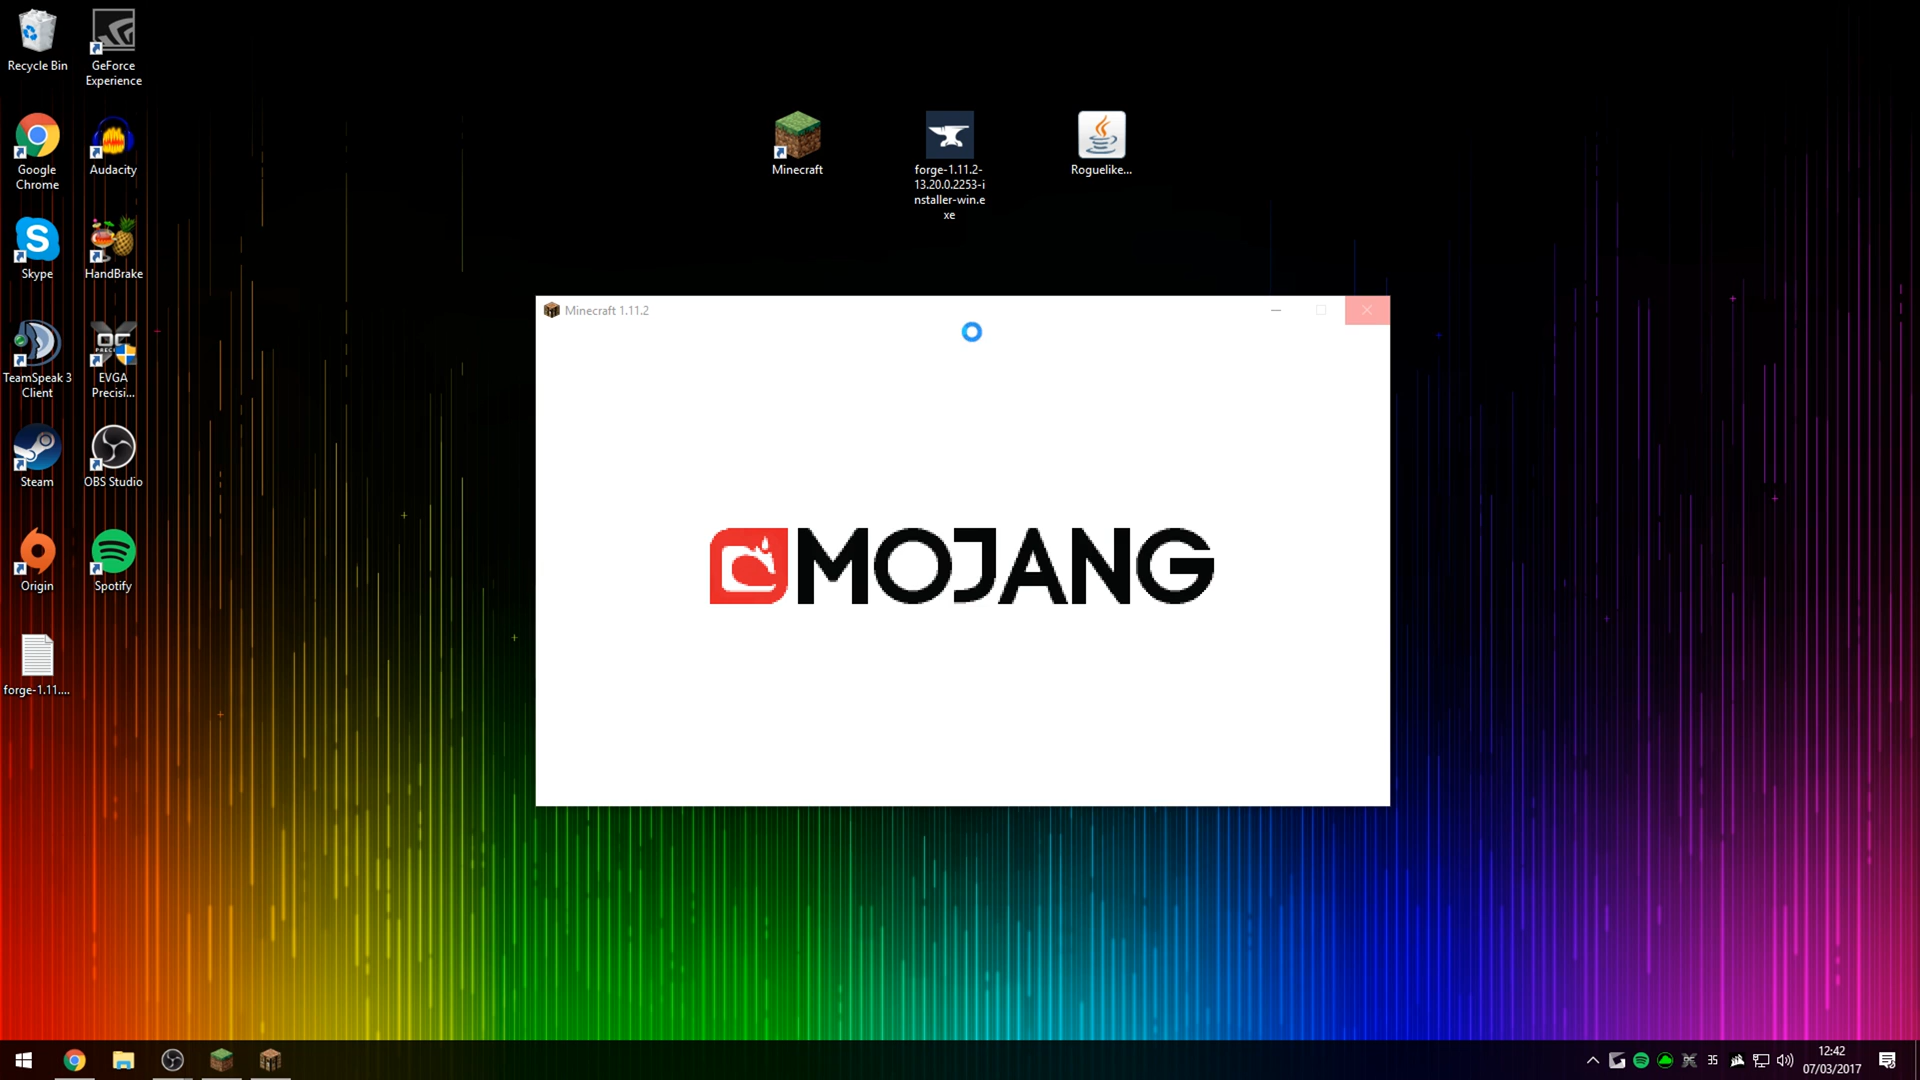 Recycle Bin
GeForce
Experience
Google
Chrome
Audacity
Skype
HandBrake
TeamSpeak 3
Client
EVGA
Precisi...
Steam
OBS Studio
Origin
Spotify
forge-1.11....
Minecraft
forge-1.11.2-
13.20.0.2253-i
nstaller-win.e
xe
Roguelike...
Minecraft 1.11.2
MOJANG
35
12:42
07/03/2017